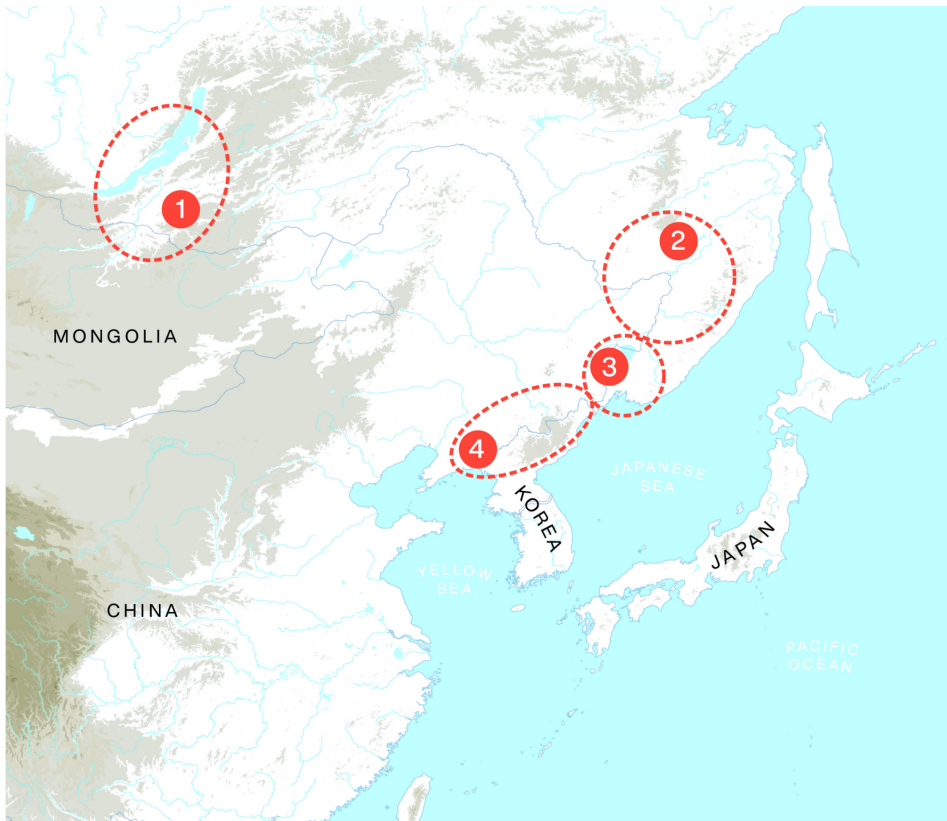 1
2
MONGOLIA
3
4
JAPANESE
SEA
KOREA
JAPAN
YELLOW
SEA
CHINA
PACIFIC
OCEAN